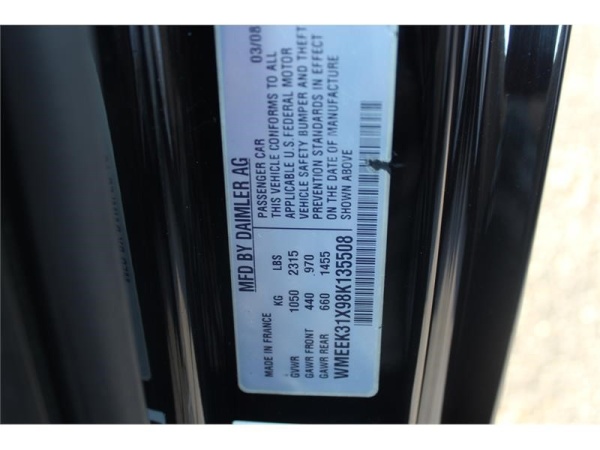 MFD BY DAIMLER AG 03/08
PASSENGER CAR
THIS VEHICLE CONFORMS TO ALL
APPLICABLE U.S. FEDERAL MOTOR
VEHICLE SAFETY BUMPER AND THEFT
PREVENTION STANDARDS IN EFFECT
ON THE DATE OF MANUFACTURE
SHOWN ABOVE
MADE IN FRANCE KG LBS
GVWR 1050 2315
GAWR FRONT 440 970
GAWR REAR 660 1455
WMEEK31X98K135508